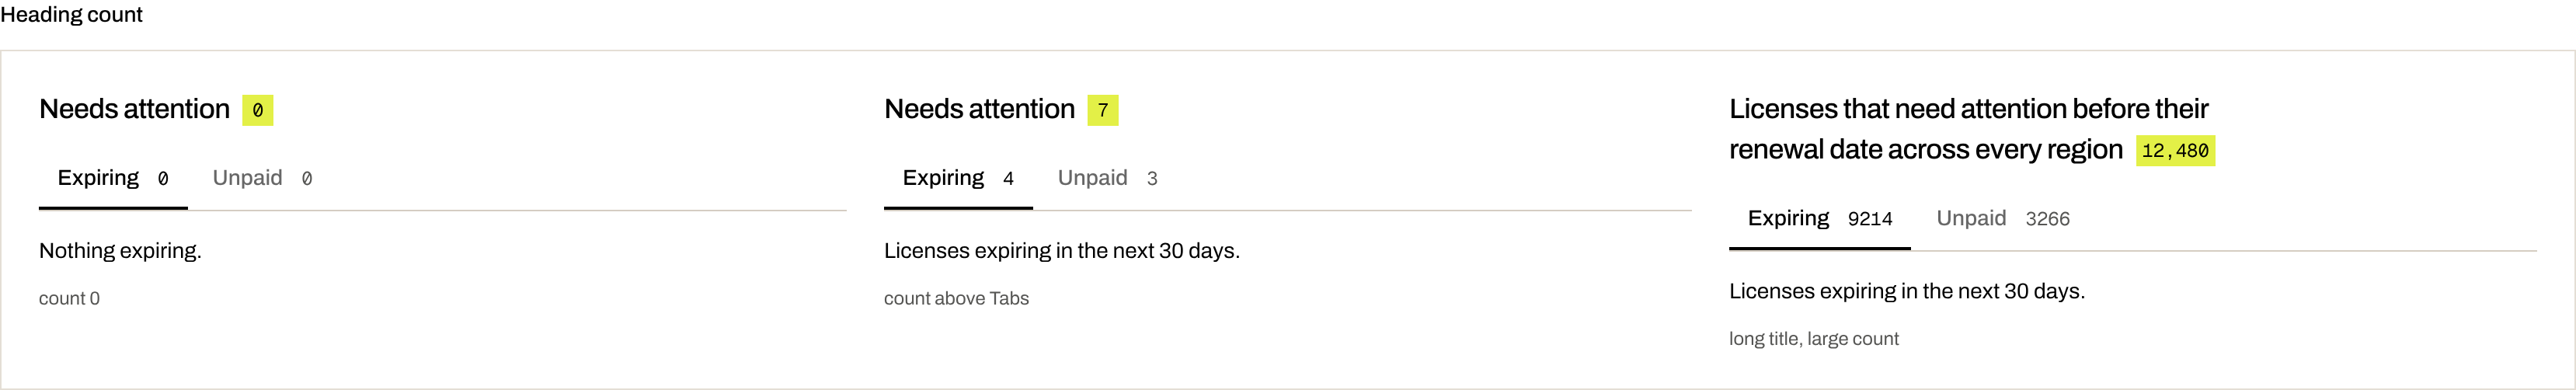 Heading count
Needs attention 0
Expiring 0 Unpaid 0
Nothing expiring.
count 0
Needs attention 7
Expiring 4 Unpaid 3
Licenses expiring in the next 30 days.
count above Tabs
Licenses that need attention before their
renewal date across every region 12,480
Expiring 9214 Unpaid 3266
Licenses expiring in the next 30 days.
long title, large count